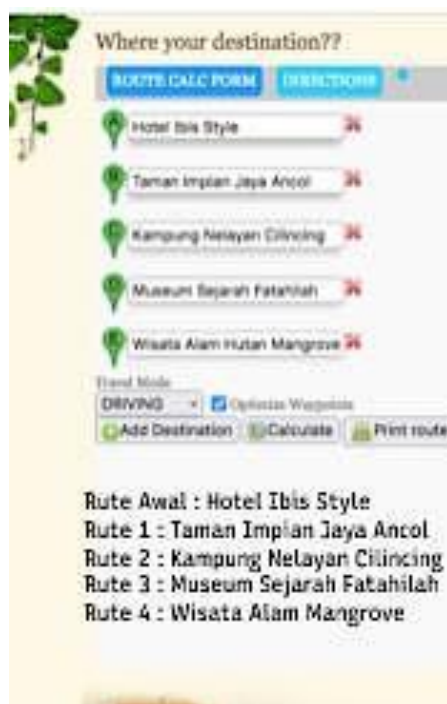 Where your destination??
ROUTE CALC FORM DIRECTIONS
A Hotel Ibis Style
B Taman Impian Jaya Ancol
C Kampung Nelayan Cilincing
D Museum Sejarah Fatahilah
E Wisata Alam Hutan Mangrove
Travel Mode
DRIVING Optimize Waypoints
Add Destination Calculate Print route
Rute Awal : Hotel Ibis Style
Rute 1 : Taman Impian Jaya Ancol
Rute 2 : Kampung Nelayan Cilincing
Rute 3 : Museum Sejarah Fatahilah
Rute 4 : Wisata Alam Mangrove